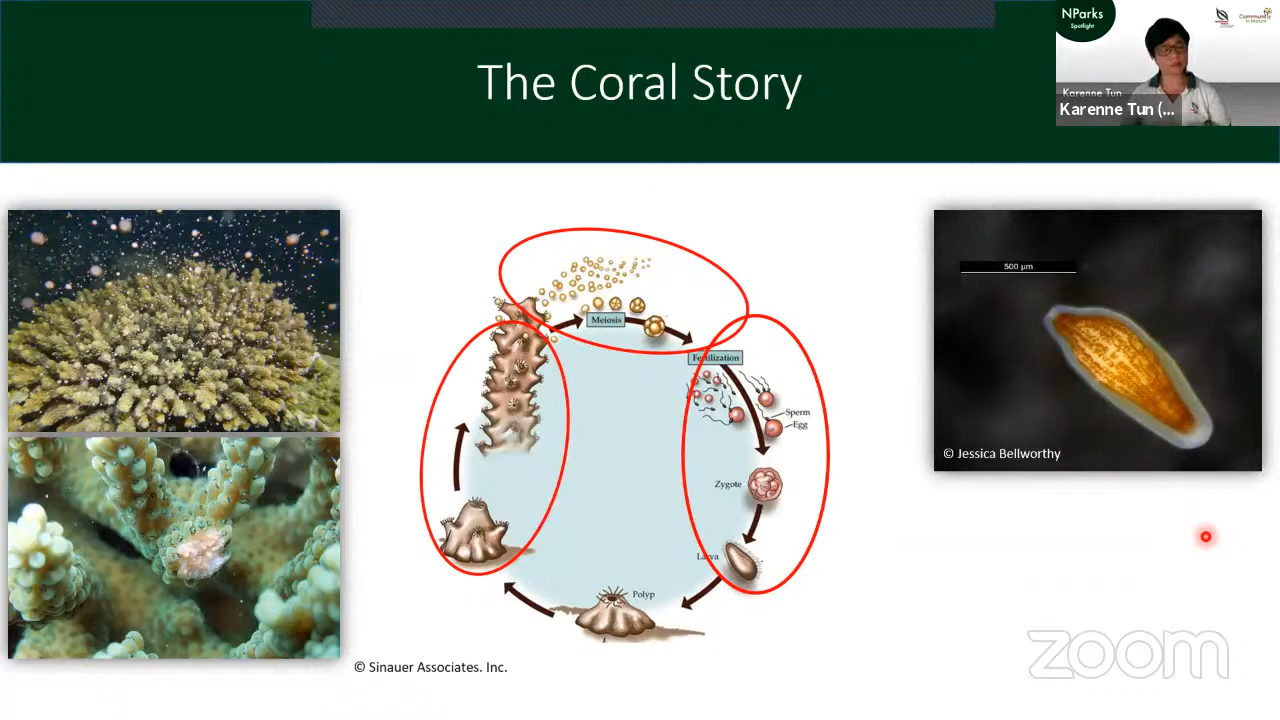 The Coral Story
NParks
Spotlight
Community
in Nature
Karenne Tun
Karenne Tun (...
Meiosis
Fertilization
Sperm
Egg
Zygote
Larva
Polyp
© Sinauer Associates. Inc.
500 µm
© Jessica Bellworthy
zoom